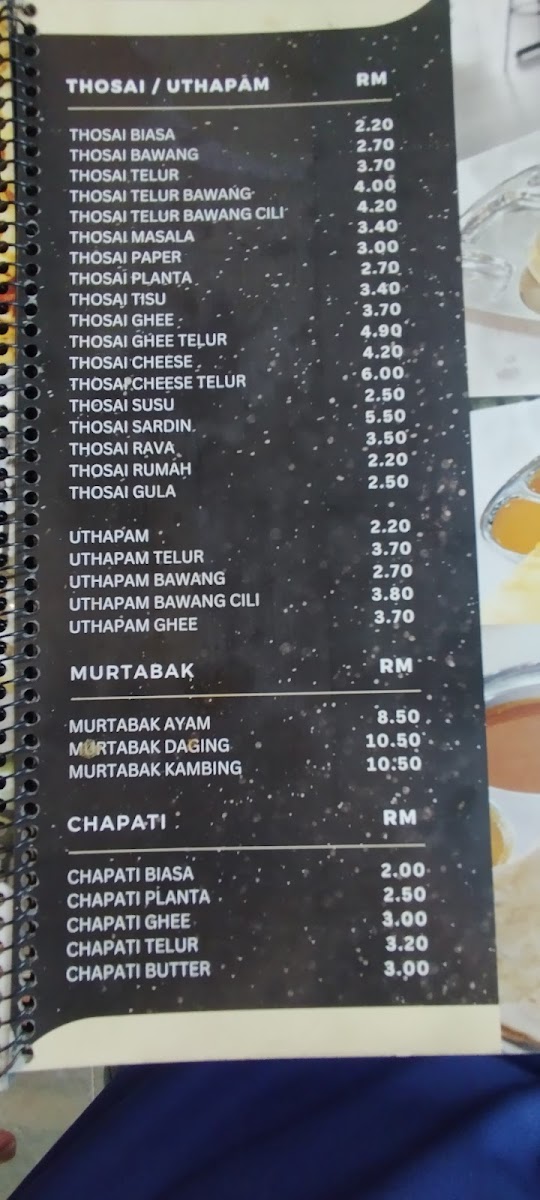 THOSAI / UTHAPAM RM
THOSAI BIASA 2.20
THOSAI BAWANG 2.70
THOSAI TELUR 3.70
THOSAI TELUR BAWANG 4.00
THOSAI TELUR BAWANG CILI 4.20
THOSAI MASALA 3.40
THOSAI PAPER 3.00
THOSAI PLANTA 2.70
THOSAI TISU 3.40
THOSAI GHEE 3.70
THOSAI GHEE TELUR 4.90
THOSAI CHEESE 4.20
THOSAI CHEESE TELUR 6.00
THOSAI SUSU 2.50
THOSAI SARDIN 5.50
THOSAI RAVA 3.50
THOSAI RUMAH 2.20
THOSAI GULA 2.50
UTHAPAM 2.20
UTHAPAM TELUR 3.70
UTHAPAM BAWANG 2.70
UTHAPAM BAWANG CILI 3.80
UTHAPAM GHEE 3.70
MURTABAK RM
MURTABAK AYAM 8.50
MURTABAK DAGING 10.50
MURTABAK KAMBING 10.50
CHAPATI RM
CHAPATI BIASA 2.00
CHAPATI PLANTA 2.50
CHAPATI GHEE 3.00
CHAPATI TELUR 3.20
CHAPATI BUTTER 3.00